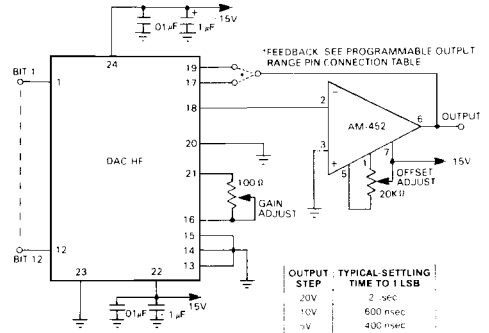 15V
.01µF
1µF
24
*FEEDBACK SEE PROGRAMMABLE OUTPUT
RANGE PIN CONNECTION TABLE
BIT 1
1
19
17
18
2
6
OUTPUT
AM-452
DAC HF
20
3
7
15V
5
1
OFFSET
ADJUST
20KΩ
21
100Ω
GAIN
ADJUST
16
15
14
13
12
BIT 12
23
22
15V
.01µF
1µF
OUTPUT STEP TYPICAL-SETTLING TIME TO 1 LSB
20V 2 µsec
10V 600 nsec
5V 400 nsec